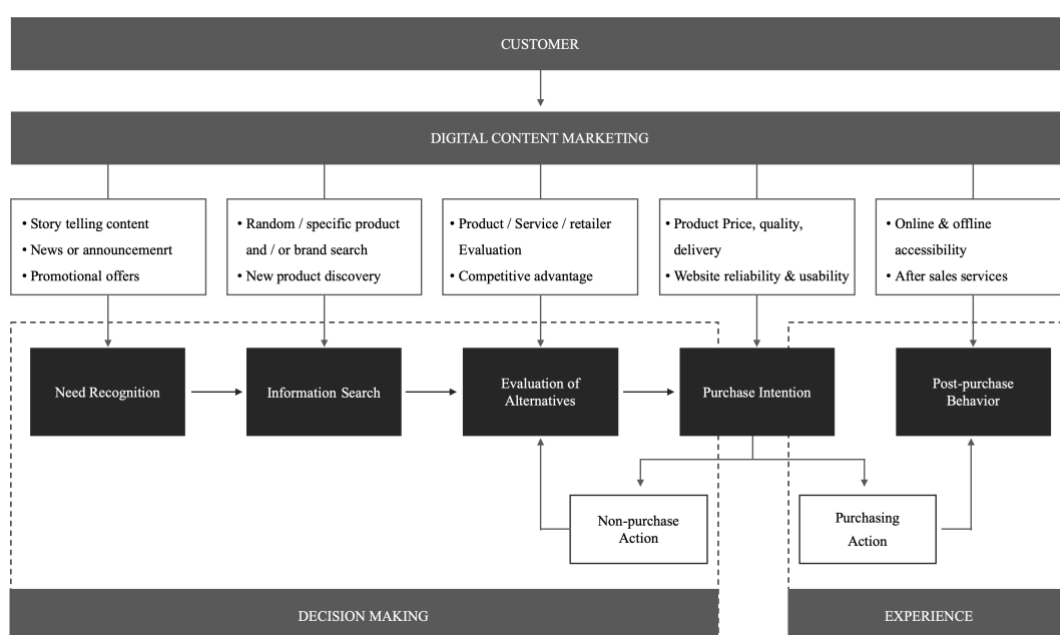 CUSTOMER
DIGITAL CONTENT MARKETING
• Story telling content
• News or announcemenrt
• Promotional offers
• Random / specific product
and / or brand search
• New product discovery
• Product / Service / retailer
Evaluation
• Competitive advantage
• Product Price, quality,
delivery
• Website reliability & usability
• Online & offline
accessibility
• After sales services
Need Recognition
Information Search
Evaluation of
Alternatives
Purchase Intention
Post-purchase
Behavior
Non-purchase
Action
Purchasing
Action
DECISION MAKING
EXPERIENCE